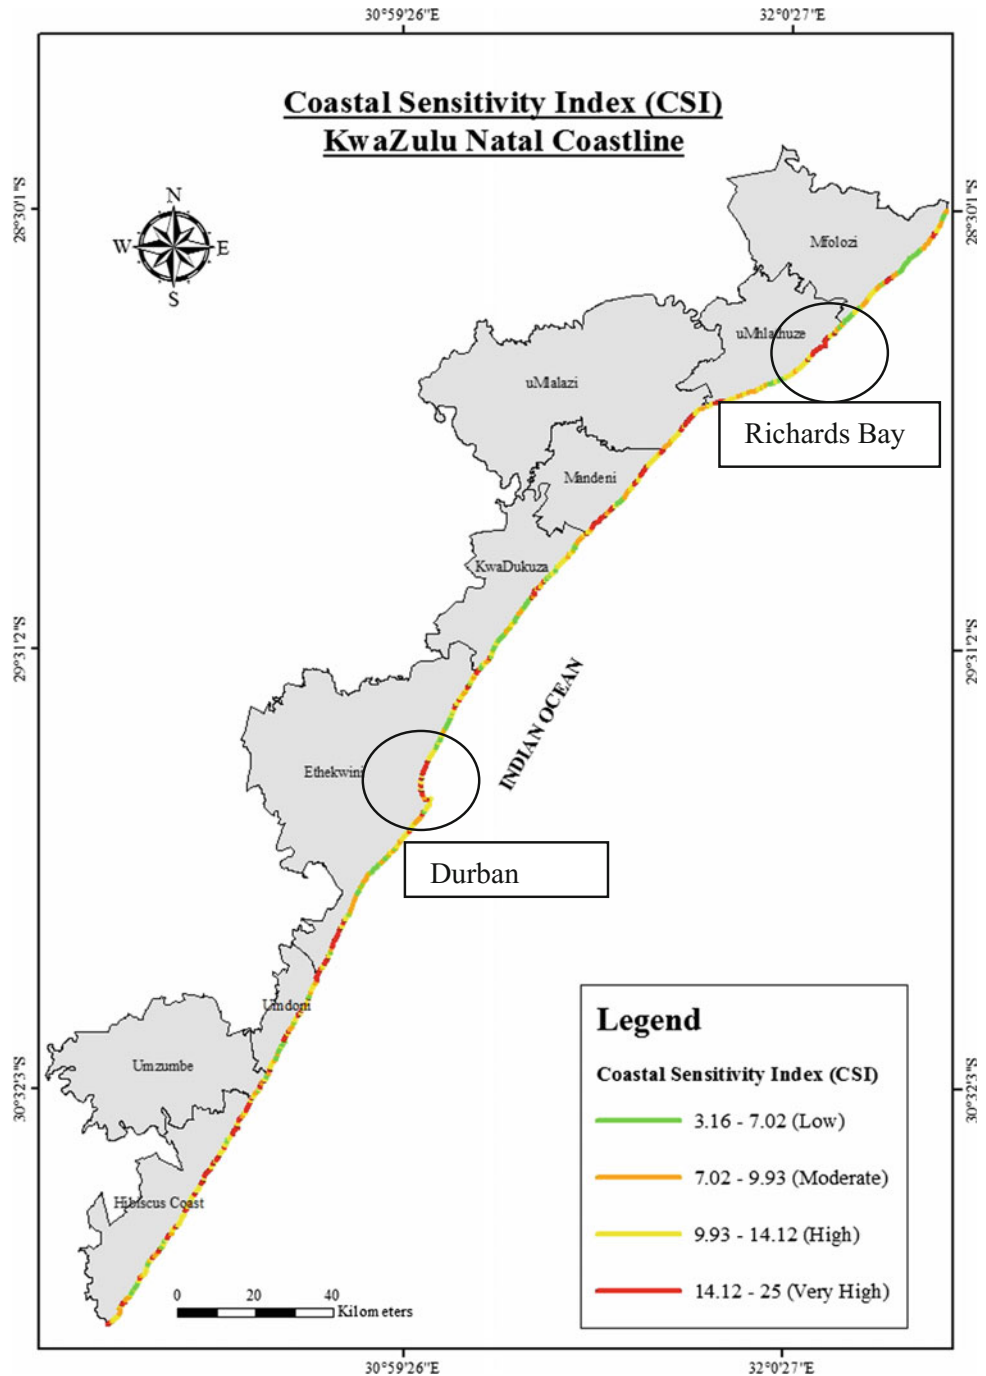 30°59'26"E
32°0'27"E
Coastal Sensitivity Index (CSI)
KwaZulu Natal Coastline
28°30'1"S
28°30'1"S
N
W
E
S
Mfolozi
uMhlathuze
uMlalazi
Richards Bay
Mandeni
KwaDukuza
29°31'2"S
29°31'2"S
INDIAN OCEAN
Ethekwini
Durban
Umdoni
Umzumbe
30°32'3"S
30°32'3"S
Hibiscus Coast
Legend
Coastal Sensitivity Index (CSI)
3.16 - 7.02 (Low)
7.02 - 9.93 (Moderate)
9.93 - 14.12 (High)
14.12 - 25 (Very High)
0 20 40
Kilometers
30°59'26"E
32°0'27"E